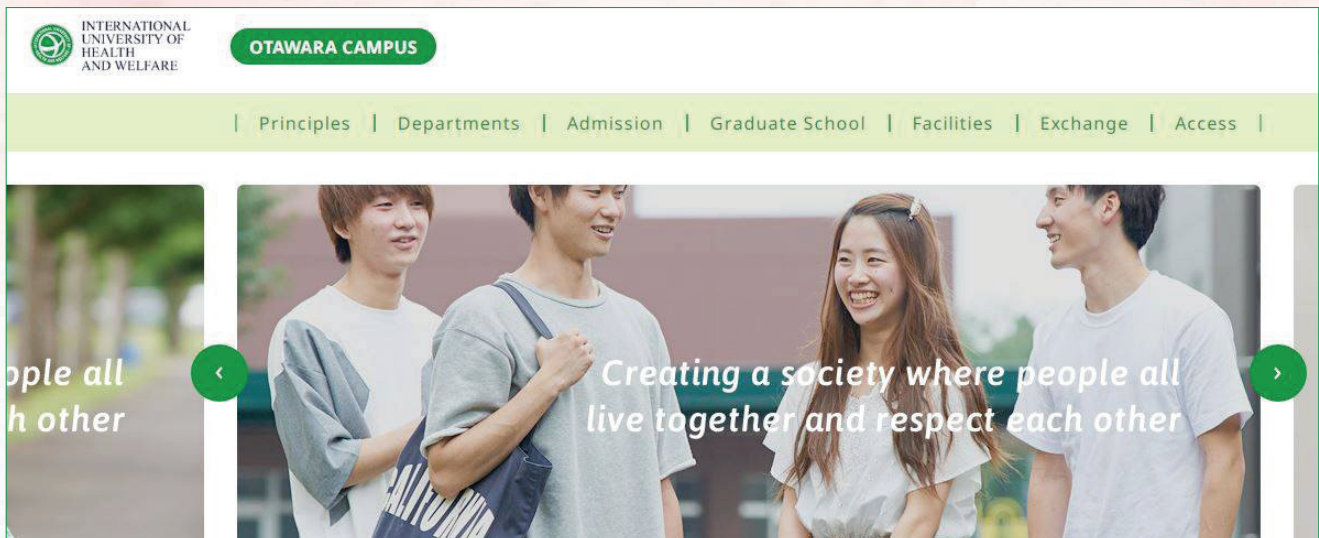 INTERNATIONAL
UNIVERSITY OF
HEALTH
AND WELFARE
OTAWARA CAMPUS
Principles | Departments | Admission | Graduate School | Facilities | Exchange | Access
ople all
h other
Creating a society where people all
live together and respect each other